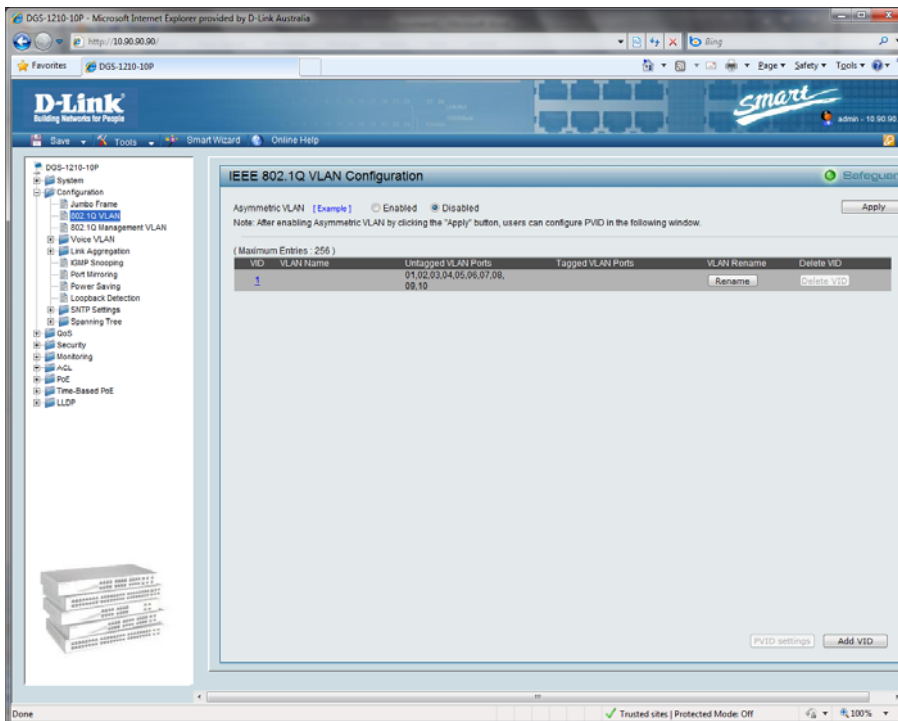 DGS-1210-10P - Microsoft Internet Explorer provided by D-Link Australia
http://10.90.90.90/
Bing
Favorites
DGS-1210-10P
Page
Safety
Tools
D-Link
Building Networks for People
smart
admin - 10.90.90
Save
Tools
Smart Wizard
Online Help
DGS-1210-10P
System
Configuration
Jumbo Frame
802.1Q VLAN
802.1Q Management VLAN
Voice VLAN
Link Aggregation
IGMP Snooping
Port Mirroring
Power Saving
Loopback Detection
SNTP Settings
Spanning Tree
QoS
Security
Monitoring
ACL
PoE
Time-Based PoE
LLDP
IEEE 802.1Q VLAN Configuration
Safeguar
Asymmetric VLAN [Example] Enabled Disabled
Apply
Note: After enabling Asymmetric VLAN by clicking the "Apply" button, users can configure PVID in the following window.
( Maximum Entries : 256 )
VID VLAN Name Untagged VLAN Ports Tagged VLAN Ports VLAN Rename Delete VID
1 01,02,03,04,05,06,07,08, Rename Delete VID
09,10
PVID settings Add VID
Done
Trusted sites | Protected Mode: Off
100%